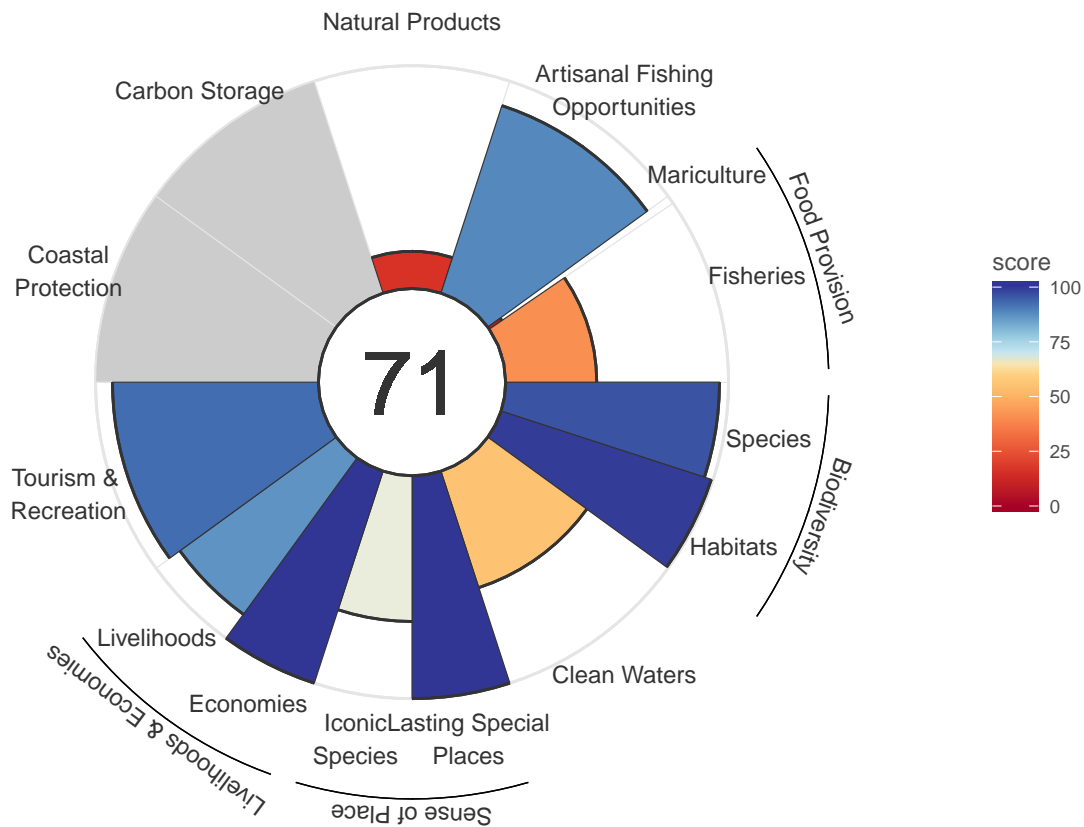 Natural Products
Carbon Storage
Artisanal Fishing
Opportunities
Mariculture
Food Provision
Coastal
Protection
Fisheries
score
100
75
50
25
0
71
Species
Biodiversity
Habitats
Tourism &
Recreation
Livelihoods
Clean Waters
Economies
Livelihoods & Economies
Iconic
Species
Lasting Special
Places
Sense of Place